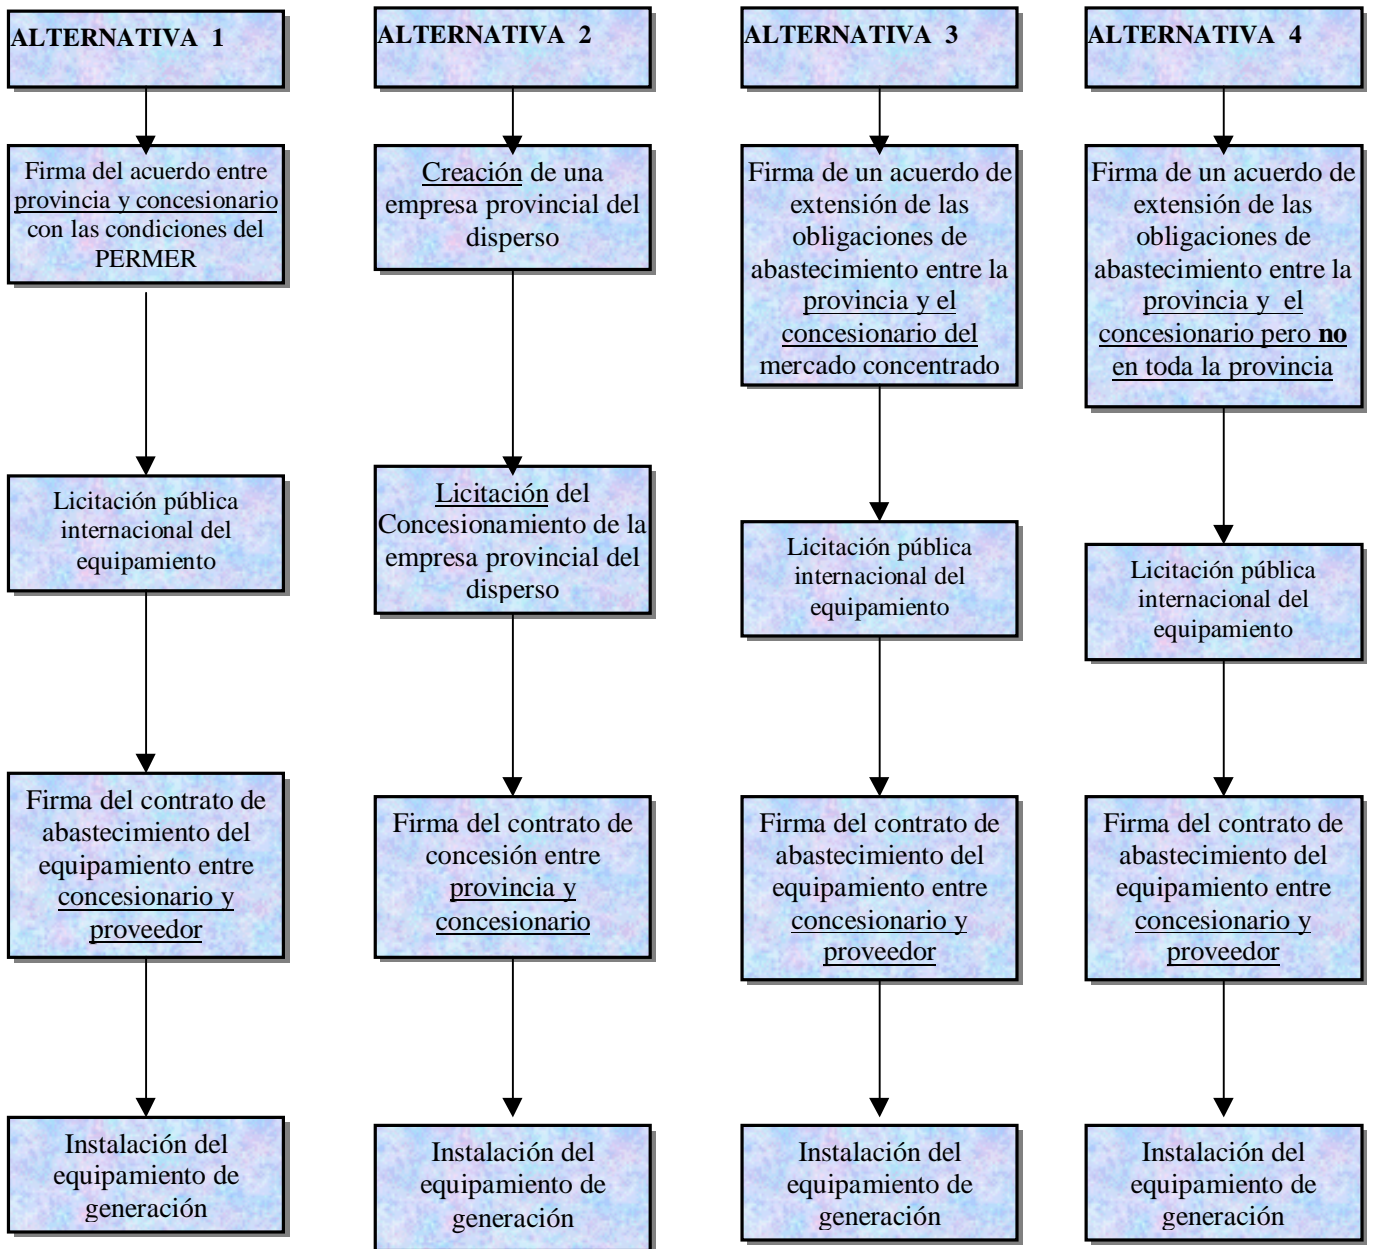 ALTERNATIVA 1
Firma del acuerdo entre
provincia y concesionario
con las condiciones del
PERMER
Licitación pública
internacional del
equipamiento
Firma del contrato de
abastecimiento del
equipamiento entre
concesionario y
proveedor
Instalación del
equipamiento de
generación
ALTERNATIVA 2
Creación de una
empresa provincial del
disperso
Licitación del
Concesionamiento de la
empresa provincial del
disperso
Firma del contrato de
concesión entre
provincia y
concesionario
Instalación del
equipamiento de
generación
ALTERNATIVA 3
Firma de un acuerdo de
extensión de las
obligaciones de
abastecimiento entre la
provincia y el
concesionario del
mercado concentrado
Licitación pública
internacional del
equipamiento
Firma del contrato de
abastecimiento del
equipamiento entre
concesionario y
proveedor
Instalación del
equipamiento de
generación
ALTERNATIVA 4
Firma de un acuerdo de
extensión de las
obligaciones de
abastecimiento entre la
provincia y el
concesionario pero no
en toda la provincia
Licitación pública
internacional del
equipamiento
Firma del contrato de
abastecimiento del
equipamiento entre
concesionario y
proveedor
Instalación del
equipamiento de
generación